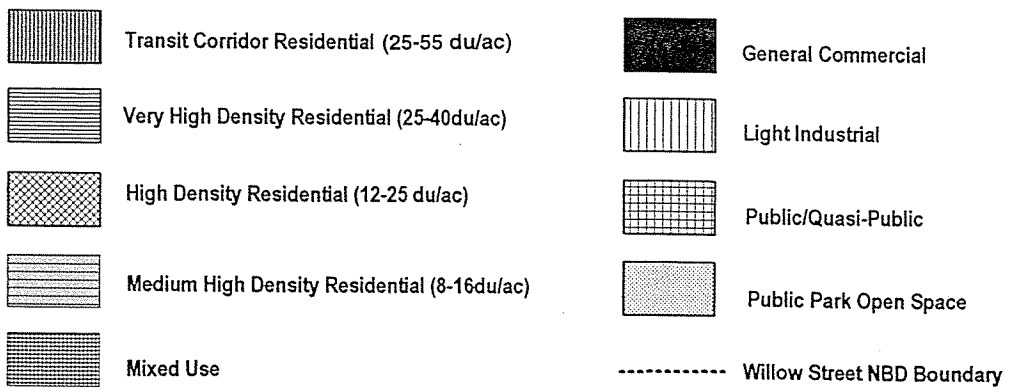 Transit Corridor Residential (25-55 du/ac)
Very High Density Residential (25-40du/ac)
High Density Residential (12-25 du/ac)
Medium High Density Residential (8-16du/ac)
Mixed Use
General Commercial
Light Industrial
Public/Quasi-Public
Public Park Open Space
Willow Street NBD Boundary